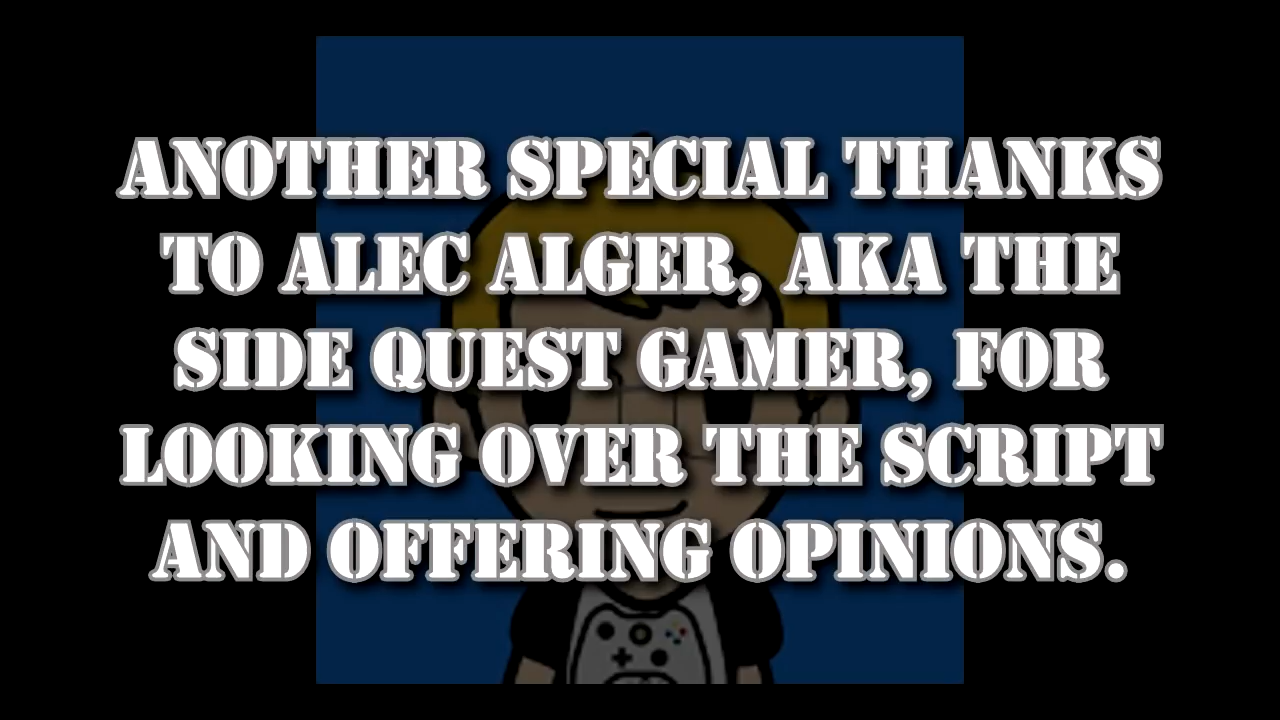 ANOTHER SPECIAL THANKS
TO ALEC ALGER, AKA THE
SIDE QUEST GAMER, FOR
LOOKING OVER THE SCRIPT
AND OFFERING OPINIONS.